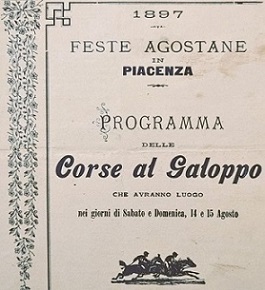 1897
FESTE AGOSTANE
IN
PIACENZA
PROGRAMMA
DELLE
Corse al Galoppo
CHE AVRANNO LUOGO
nei giorni di Sabato e Domenica, 14 e 15 Agosto